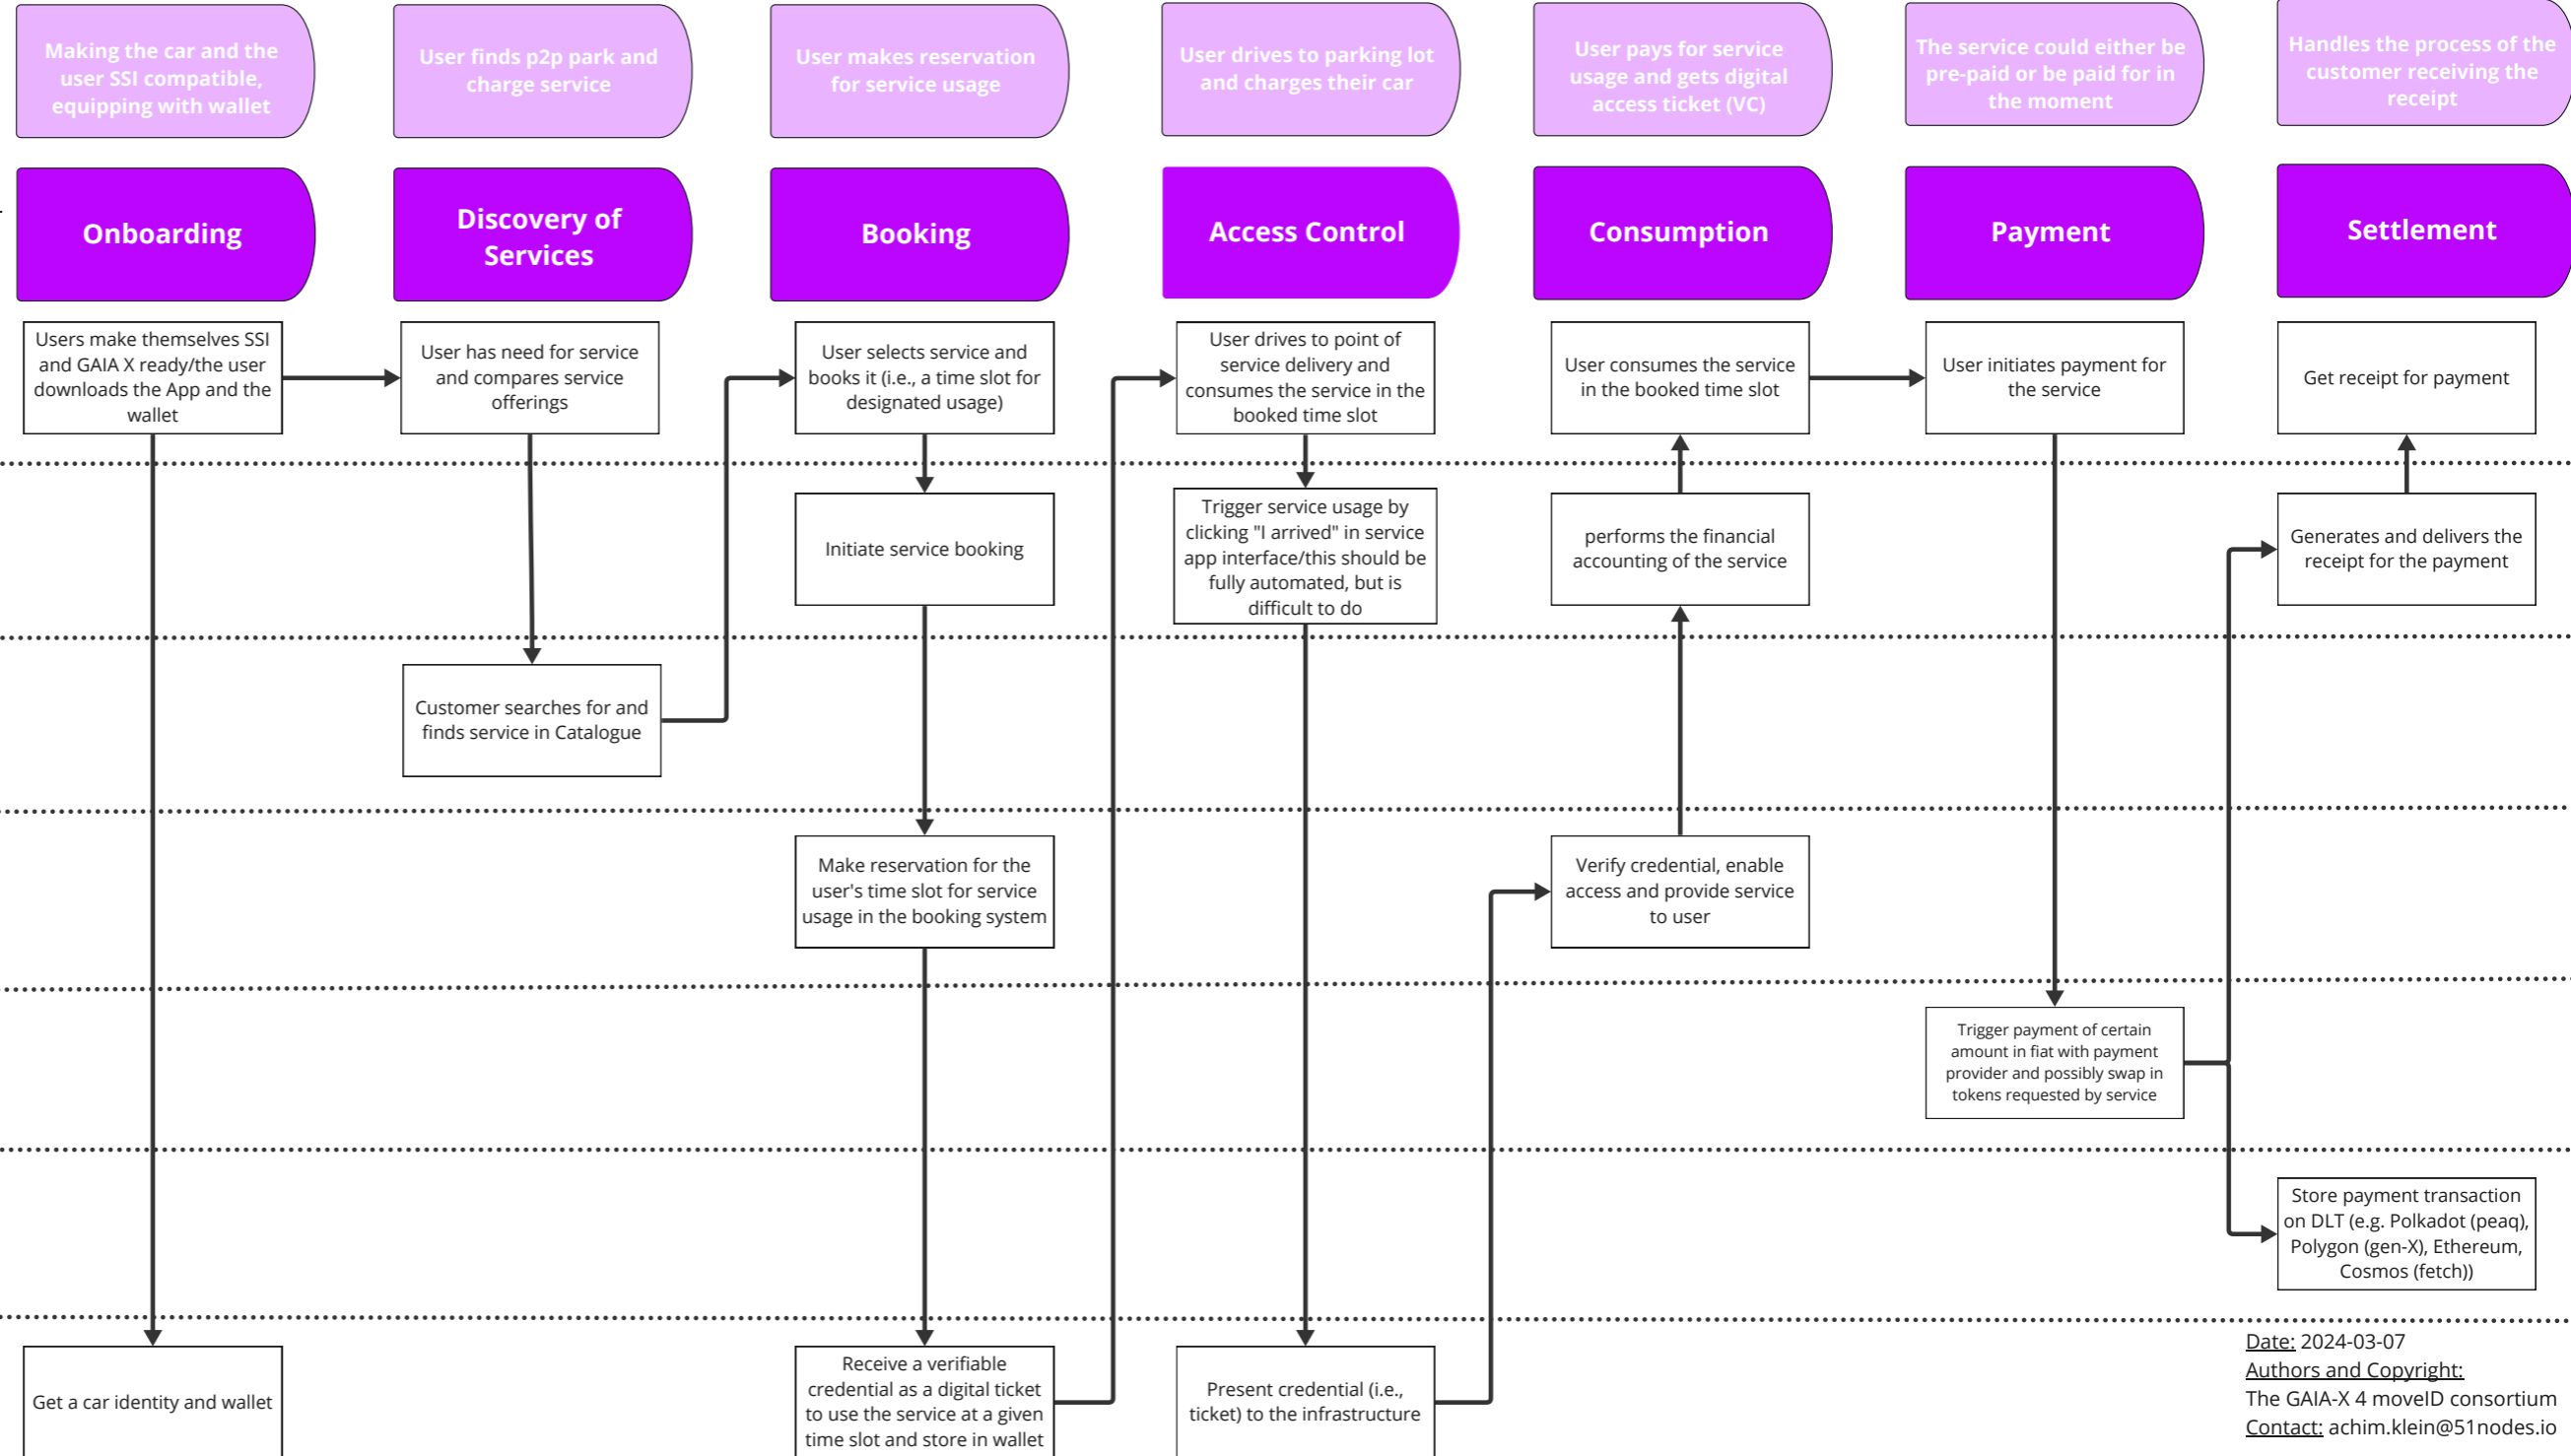 Making the car and the
user SSI compatible,
equipping with wallet
User finds p2p park and
charge service
User makes reservation
for service usage
User drives to parking lot
and charges their car
User pays for service
usage and gets digital
access ticket (VC)
The service could either be
pre-paid or be paid for in
the moment
Handles the process of the
customer receiving the
receipt
Onboarding
Discovery of
Services
Booking
Access Control
Consumption
Payment
Settlement
Users make themselves SSI
and GAIA X ready/the user
downloads the App and the
wallet
User has need for service
and compares service
offerings
User selects service and
books it (i.e., a time slot for
designated usage)
User drives to point of
service delivery and
consumes the service in the
booked time slot
User consumes the service
in the booked time slot
User initiates payment for
the service
Get receipt for payment
Initiate service booking
Trigger service usage by
clicking "I arrived" in service
app interface/this should be
fully automated, but is
difficult to do
performs the financial
accounting of the service
Generates and delivers the
receipt for the payment
Customer searches for and
finds service in Catalogue
Make reservation for the
user's time slot for service
usage in the booking system
Verify credential, enable
access and provide service
to user
Trigger payment of certain
amount in fiat with payment
provider and possibly swap in
tokens requested by service
Store payment transaction
on DLT (e.g. Polkadot (peaq),
Polygon (gen-X), Ethereum,
Cosmos (fetch))
Get a car identity and wallet
Receive a verifiable
credential as a digital ticket
to use the service at a given
time slot and store in wallet
Present credential (i.e.,
ticket) to the infrastructure
Date: 2024-03-07
Authors and Copyright:
The GAIA-X 4 moveID consortium
Contact: achim.klein@51nodes.io